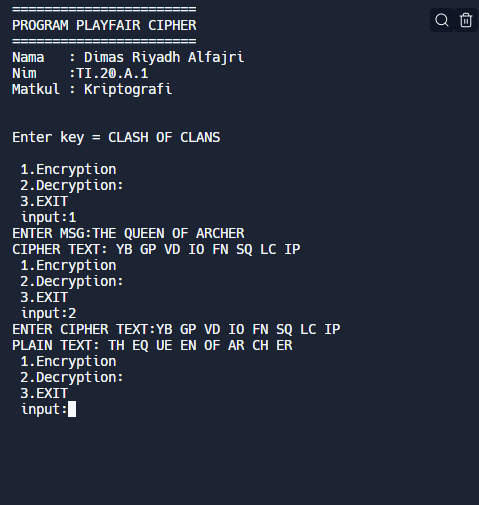 =======================
PROGRAM PLAYFAIR CIPHER
=======================
Nama   : Dimas Riyadh Alfajri
Nim    :TI.20.A.1
Matkul : Kriptografi
Enter key = CLASH OF CLANS
1.Encryption
2.Decryption:
3.EXIT
input:1
ENTER MSG:THE QUEEN OF ARCHER
CIPHER TEXT: YB GP VD IO FN SQ LC IP
1.Encryption
2.Decryption:
3.EXIT
input:2
ENTER CIPHER TEXT:YB GP VD IO FN SQ LC IP
PLAIN TEXT: TH EQ UE EN OF AR CH ER
1.Encryption
2.Decryption:
3.EXIT
input: